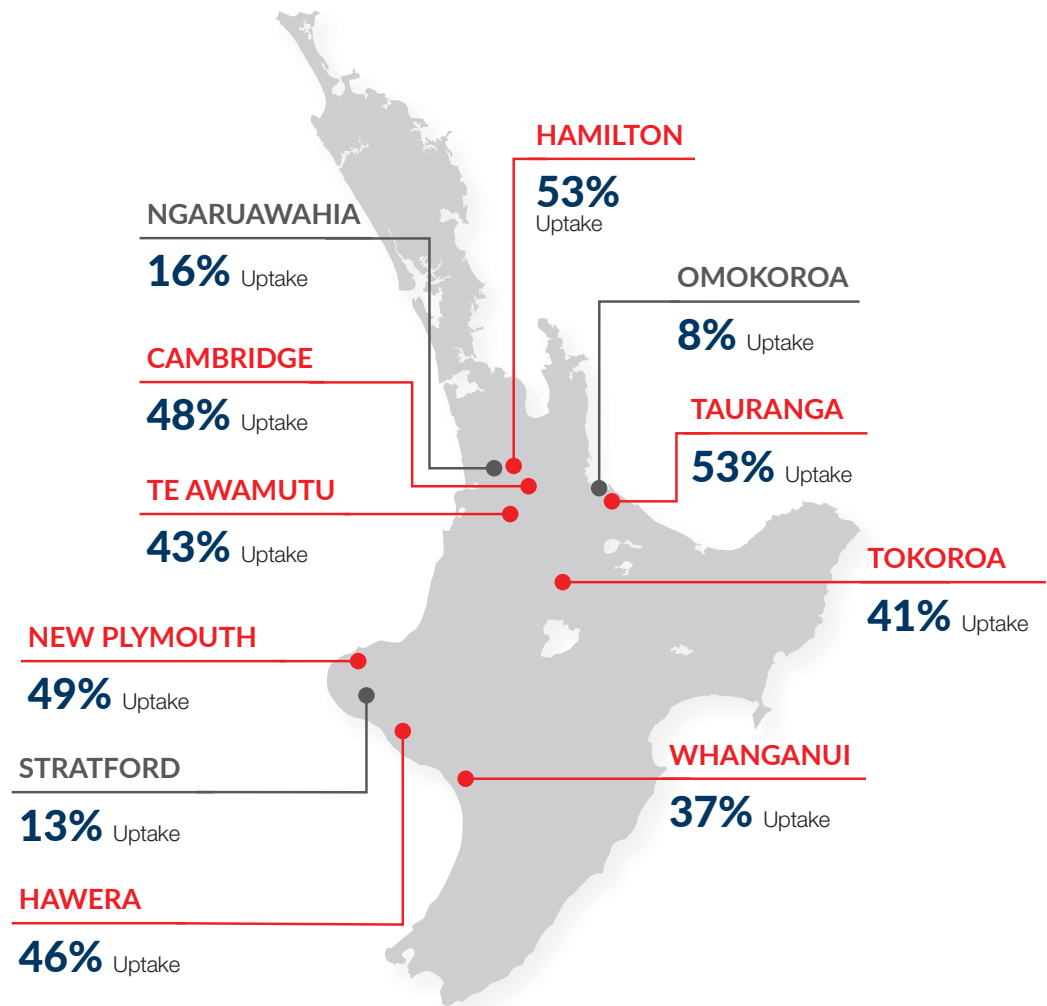 HAMILTON
53%
Uptake
NGARUAWAHIA
16% Uptake
OMOKOROA
8% Uptake
CAMBRIDGE
48% Uptake
TAURANGA
53% Uptake
TE AWAMUTU
43% Uptake
TOKOROA
41% Uptake
NEW PLYMOUTH
49% Uptake
STRATFORD
13% Uptake
WHANGANUI
37% Uptake
HAWERA
46% Uptake